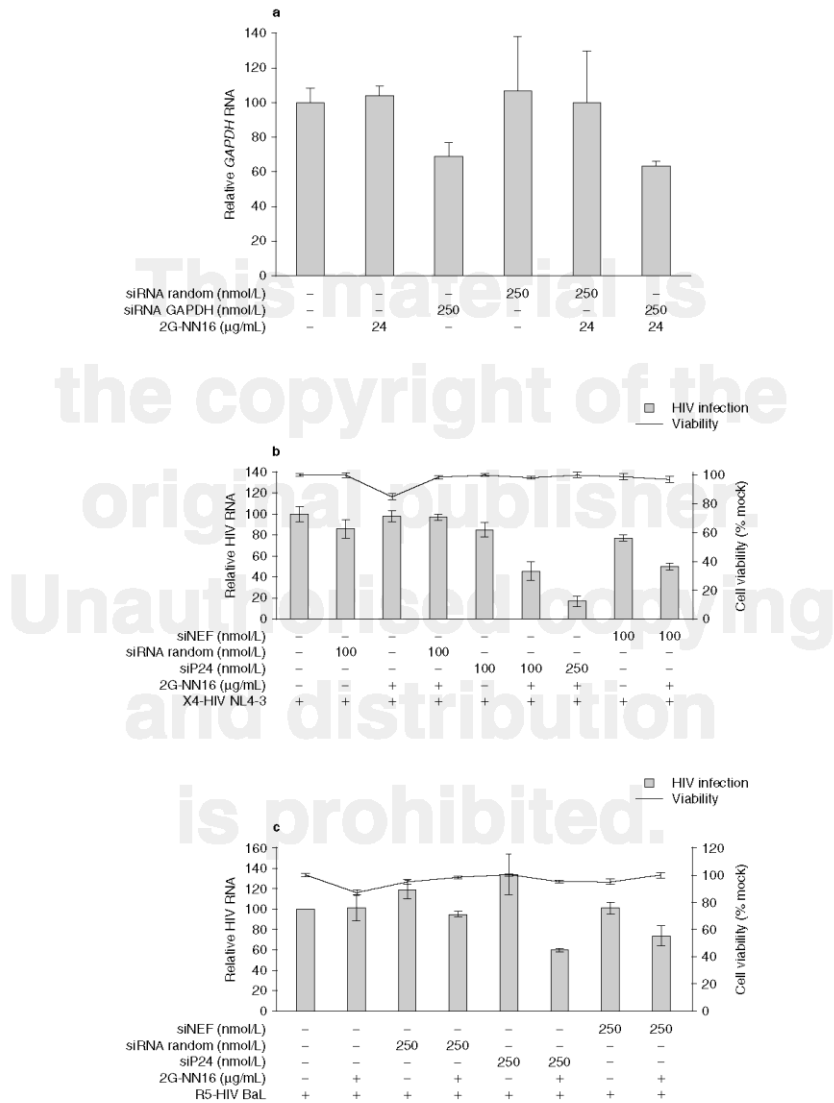 a
140
120
100
80
60
40
20
0
Relative GAPDH RNA
siRNA random (nmol/L) – – – 250 250 –
siRNA GAPDH (nmol/L) – – 250 – – 250
2G-NN16 (μg/mL) – 24 – – 24 24
This material is
the copyright of the
original publisher.
Unauthorised copying
and distribution
is prohibited.
HIV infection
Viability
b
140
120
100
80
60
40
20
0
Relative HIV RNA
100
80
60
40
20
0
Cell viability (% mock)
siNEF (nmol/L) – – – – – – – 100 100
siRNA random (nmol/L) – 100 – 100 – – – – –
siP24 (nmol/L) – – – – 100 100 250 – –
2G-NN16 (μg/mL) – – + + – + + – +
X4-HIV NL4-3 + + + + + + + + +
HIV infection
Viability
c
160
140
120
100
80
60
40
20
0
Relative HIV RNA
120
100
80
60
40
20
0
Cell viability (% mock)
siNEF (nmol/L) – – – – – – 250 250
siRNA random (nmol/L) – – 250 250 – – – –
siP24 (nmol/L) – – – – 250 250 – –
2G-NN16 (μg/mL) – + – + – + – +
R5-HIV BaL + + + + + + + +